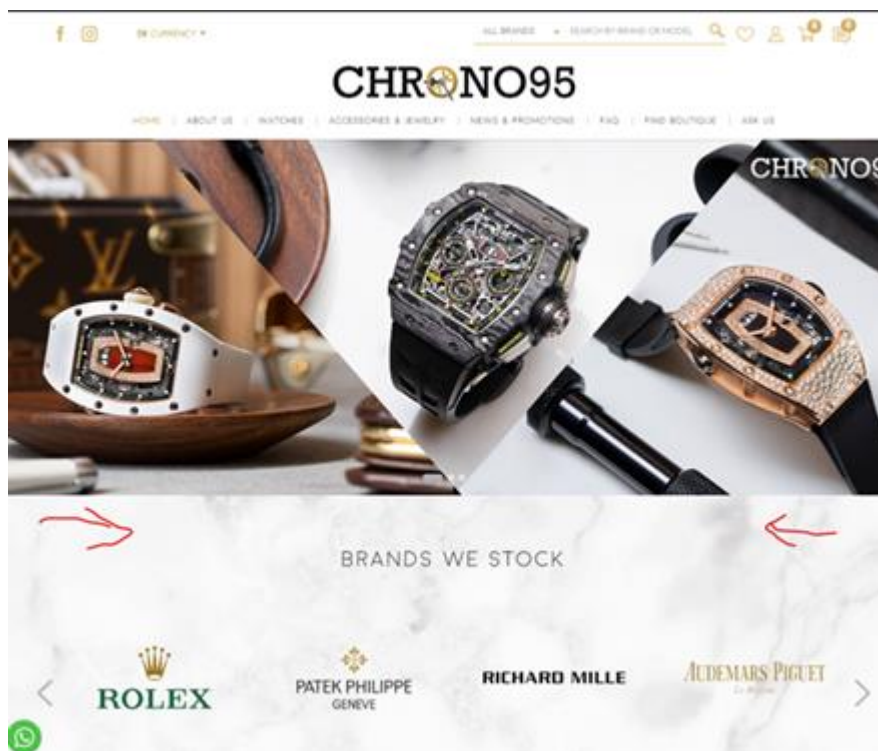 CURRENCY
ALL BRANDS
SEARCH BY BRAND OR MODEL
CHRONO95
HOME | ABOUT US | WATCHES | ACCESSORIES & JEWELRY | NEWS & PROMOTIONS | FAQ | FIND BOUTIQUE | ASK US
CHRONO9
BRANDS WE STOCK
ROLEX
PATEK PHILIPPE
GENEVE
RICHARD MILLE
AUDEMARS PIGUET